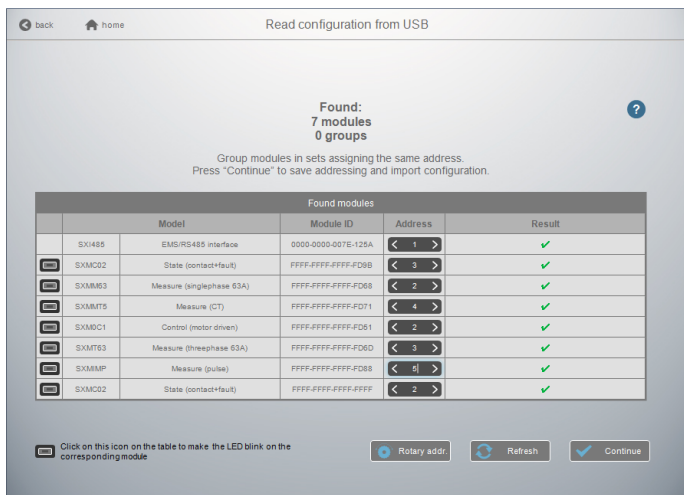 back home Read configuration from USB
Found:
7 modules
0 groups
?
Group modules in sets assigning the same address.
Press "Continue" to save addressing and import configuration.
Found modules
Model Module ID Address Result
SXI485 EMS/RS485 interface 0000-0000-007E-125A 1
SXMC02 State (contact+fault) FFFF-FFFF-FFFF-FD9B 3
SXMM63 Measure (singlephase 63A) FFFF-FFFF-FFFF-FD68 2
SXMMT5 Measure (CT) FFFF-FFFF-FFFF-FD71 4
SXM0C1 Control (motor driven) FFFF-FFFF-FFFF-FD51 2
SXMT63 Measure (threephase 63A) FFFF-FFFF-FFFF-FD6D 3
SXMIMP Measure (pulse) FFFF-FFFF-FFFF-FD88 5
SXMC02 State (contact+fault) FFFF-FFFF-FFFF-FFFF 2
Click on this icon on the table to make the LED blink on the
corresponding module
Rotary addr. Refresh Continue